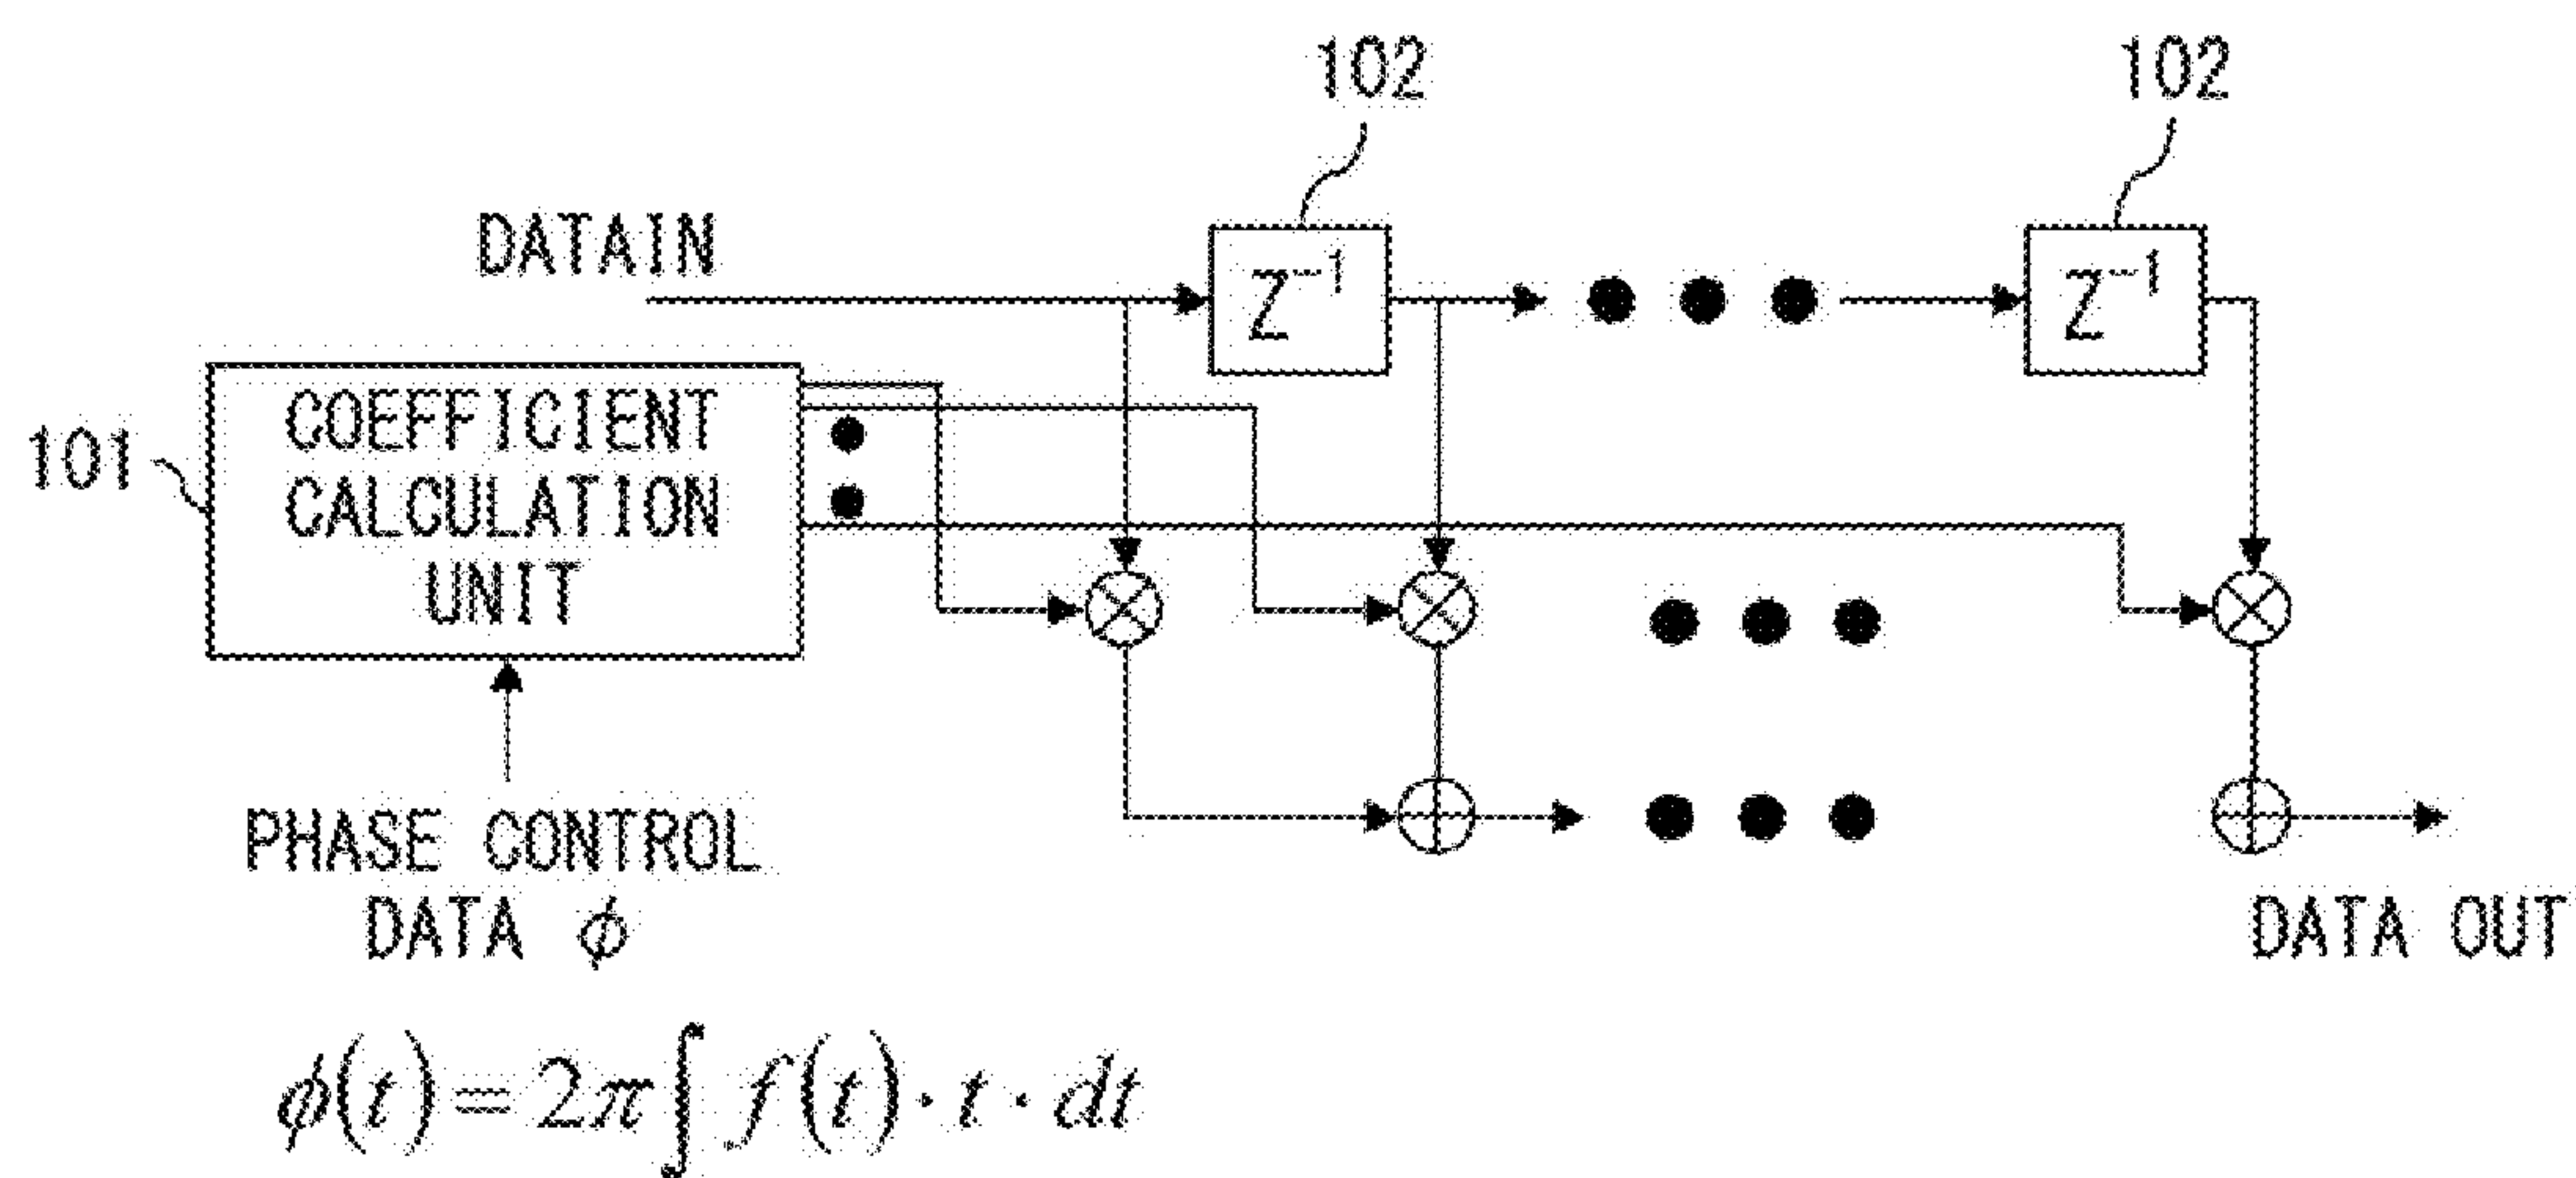 102
102
DATAIN
Z⁻¹
Z⁻¹
101
COEFFICIENT
CALCULATION
UNIT
PHASE CONTROL
DATA ϕ
DATA OUT
ϕ(t)=2π∫f(t)·t·dt